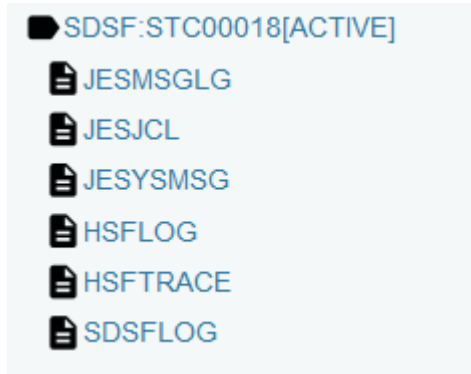 SDSF:STC00018[ACTIVE]
JESMSGLG
JESJCL
JESYSMSG
HSFLOG
HSFTRACE
SDSFLOG